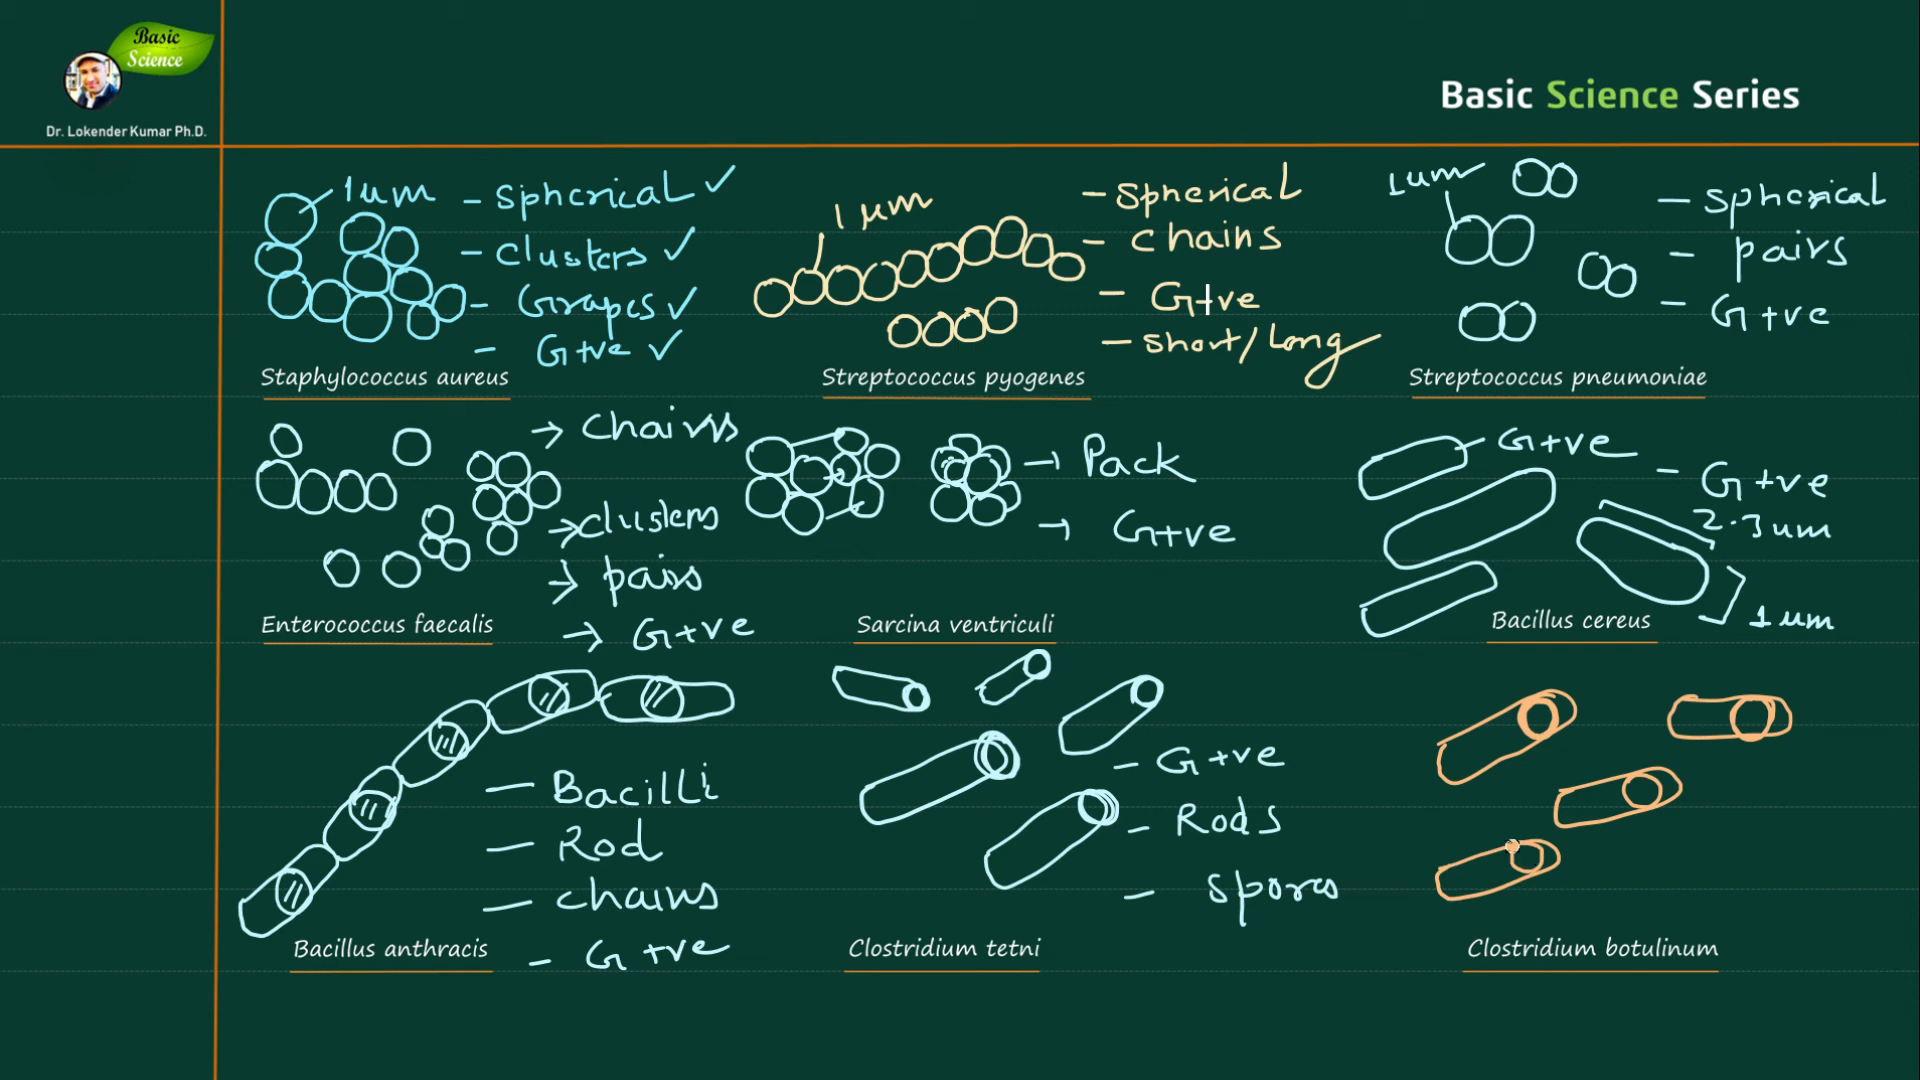 Basic
Science
Dr. Lokender Kumar Ph.D.
Basic Science Series
1um
- Spherical ✓
- Clusters ✓
- Grapes ✓
- G+ve ✓
Staphylococcus aureus
1 μm
- Spherical
- chains
- G+ve
- Short/Long
Streptococcus pyogenes
1um
- Spherical
- pairs
- G+ve
Streptococcus pneumoniae
→ Chains
→ clusters
→ pairs
→ G+ve
Enterococcus faecalis
→ Pack
→ G+ve
Sarcina ventriculi
G+ve
- G+ve
2-3um
1um
Bacillus cereus
- Bacilli
- Rod
- chains
- G+ve
Bacillus anthracis
- G+ve
- Rods
- Spores
Clostridium tetni
Clostridium botulinum